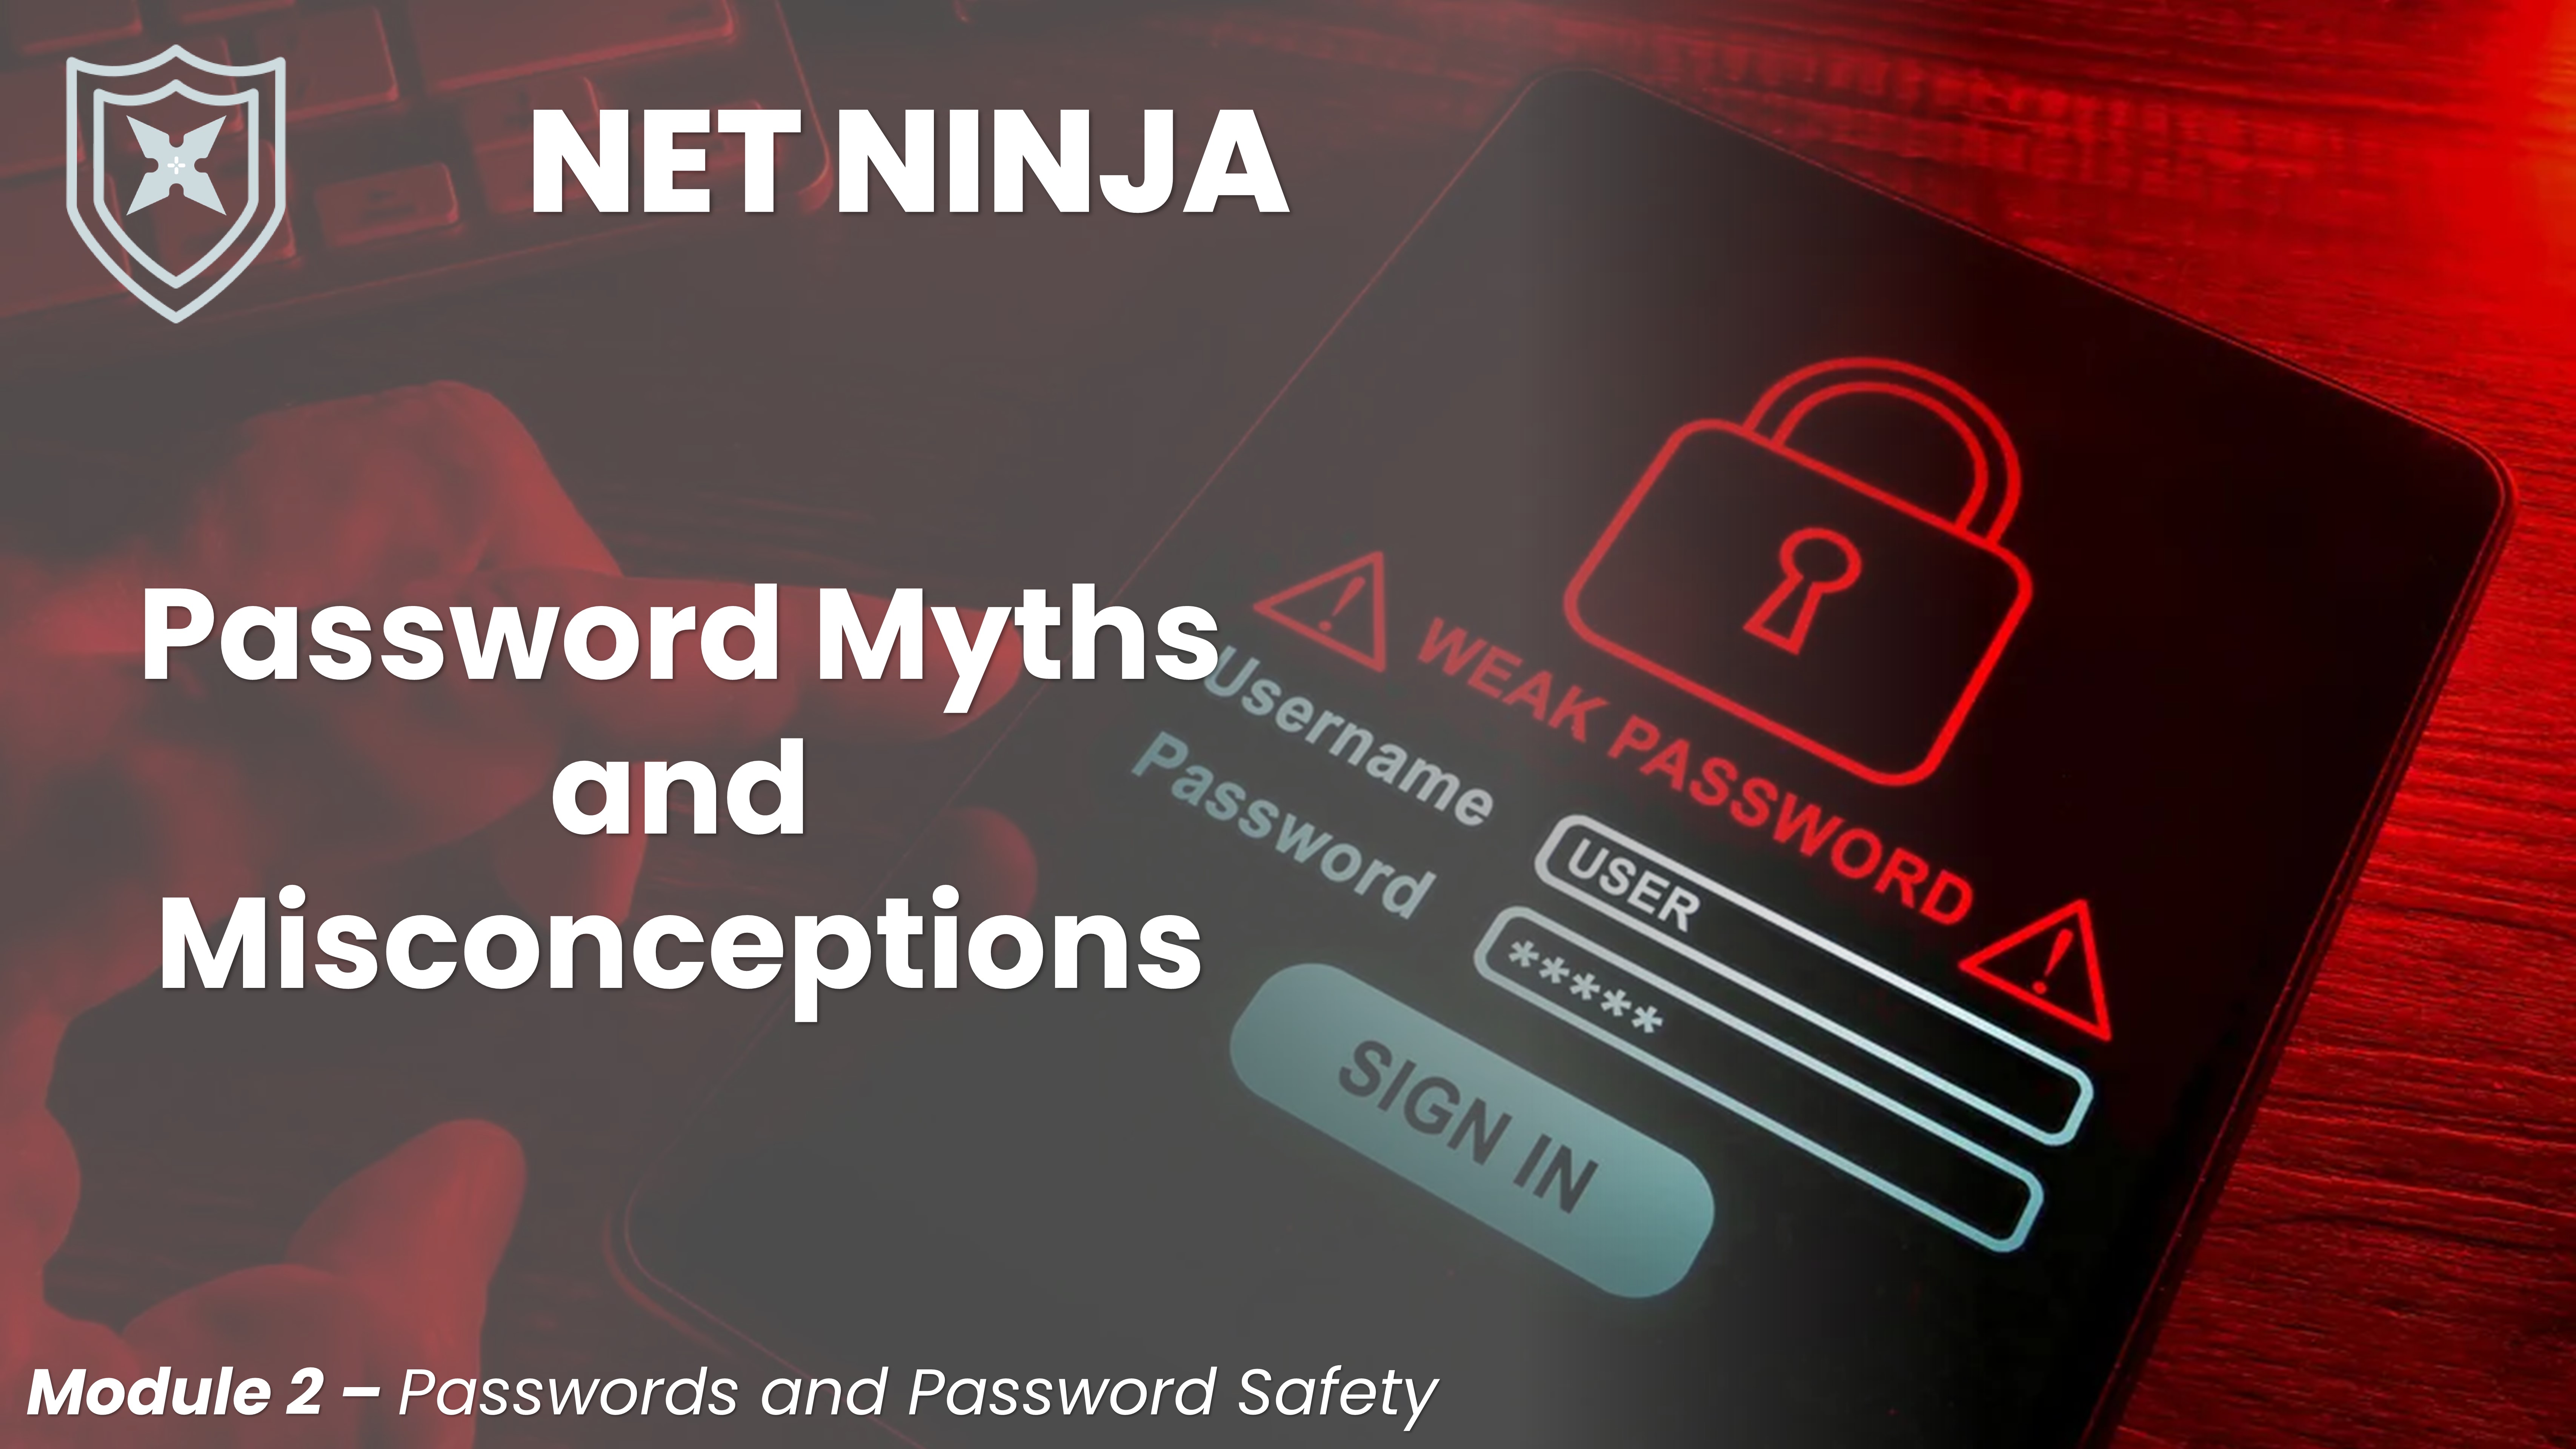 NET NINJA
Password Myths
and
Misconceptions
WEAK PASSWORD
Username
USER
Password
*****
SIGN IN
Module 2 – Passwords and Password Safety